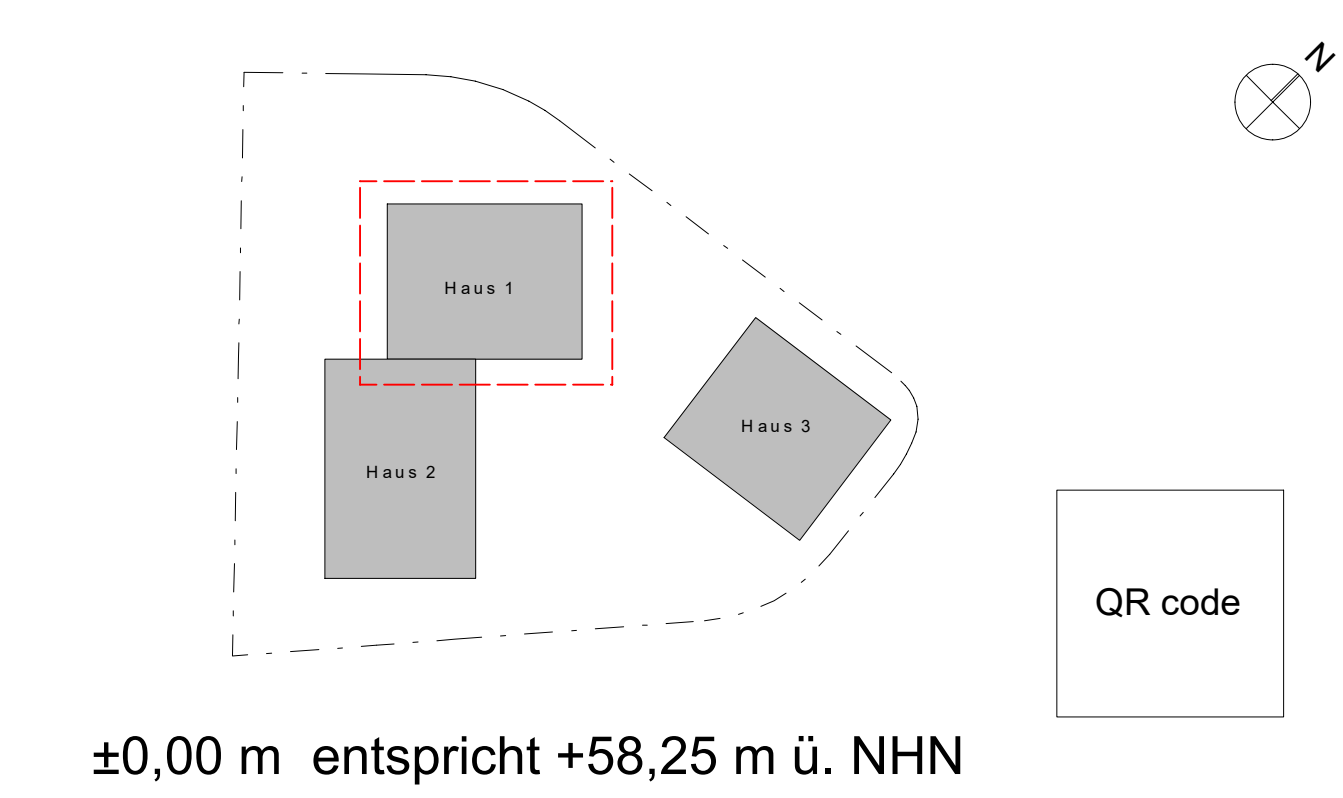 N
Haus 1
Haus 3
Haus 2
QR code
±0,00 m entspricht +58,25 m ü. NHN